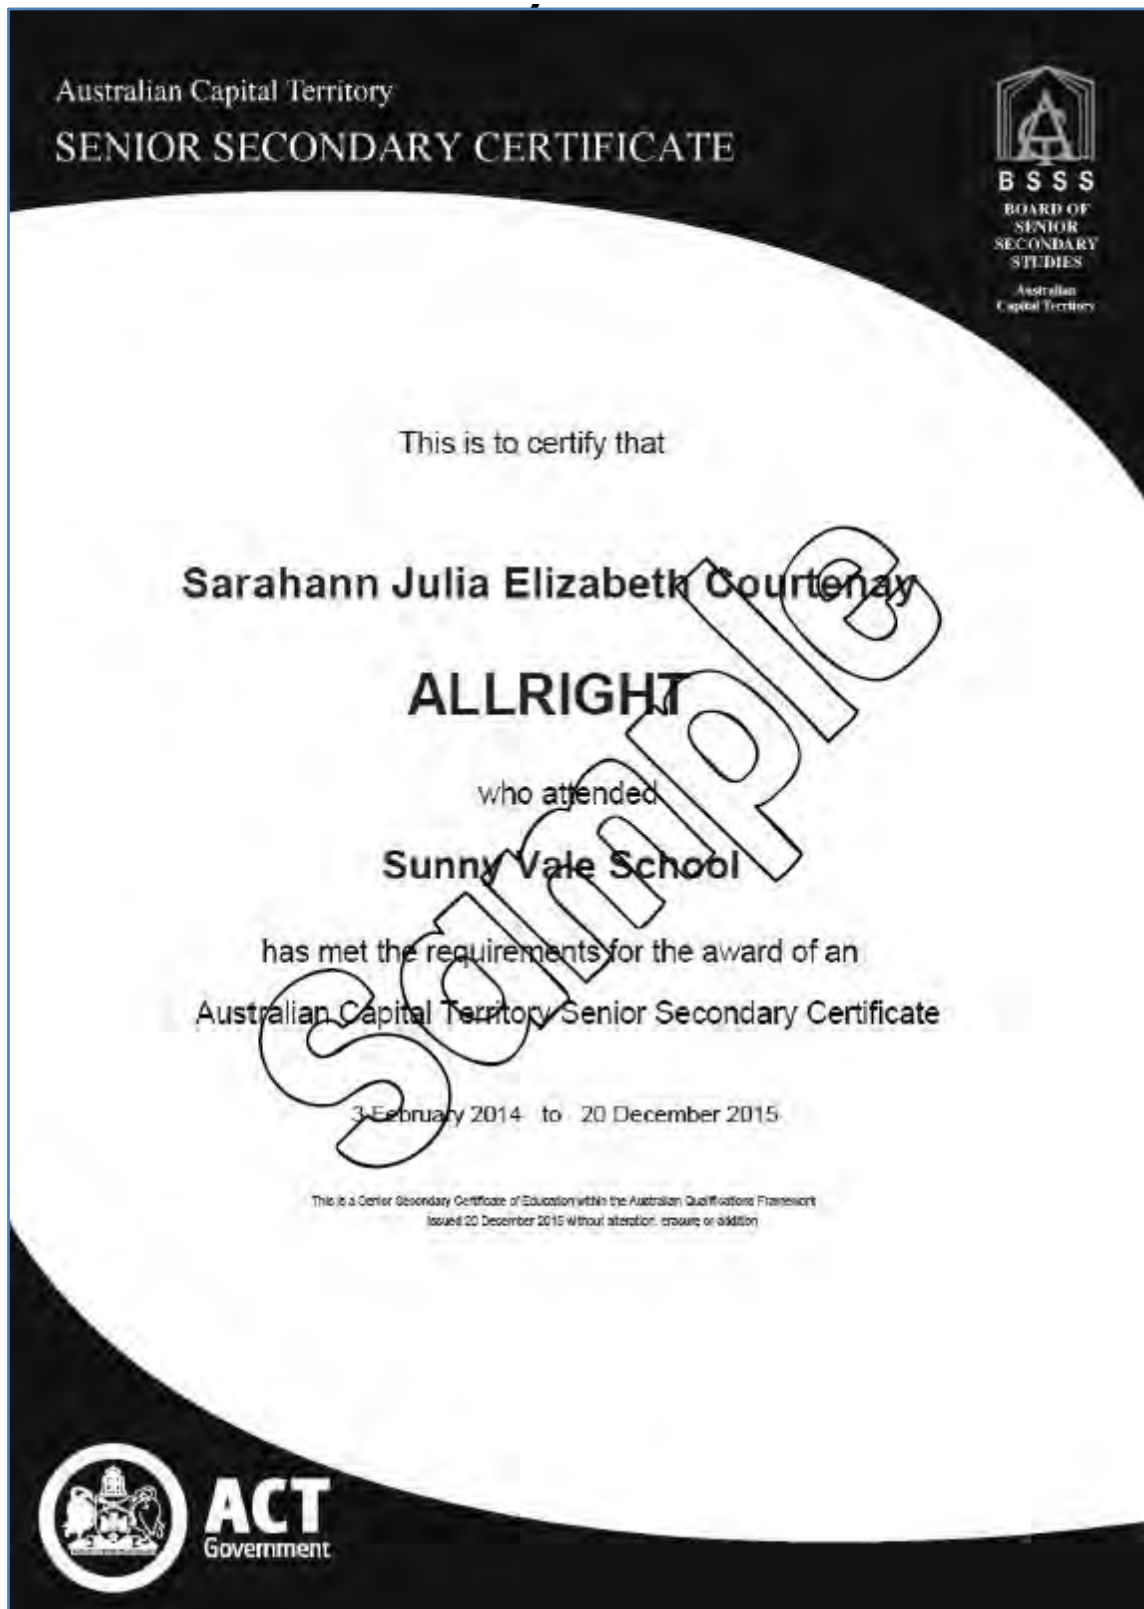 Australian Capital Territory
SENIOR SECONDARY CERTIFICATE
BSSS
BOARD OF
SENIOR
SECONDARY
STUDIES
Australian
Capital Territory
This is to certify that
Sarahann Julia Elizabeth Courtenay
ALLRIGHT
who attended
Sunny Vale School
has met the requirements for the award of an
Australian Capital Territory Senior Secondary Certificate
3 February 2014 to 20 December 2015
This is a Senior Secondary Certificate of Education within the Australian Qualifications Framework
Issued 20 December 2015 without alteration, erasure or addition
Sample
ACT
Government